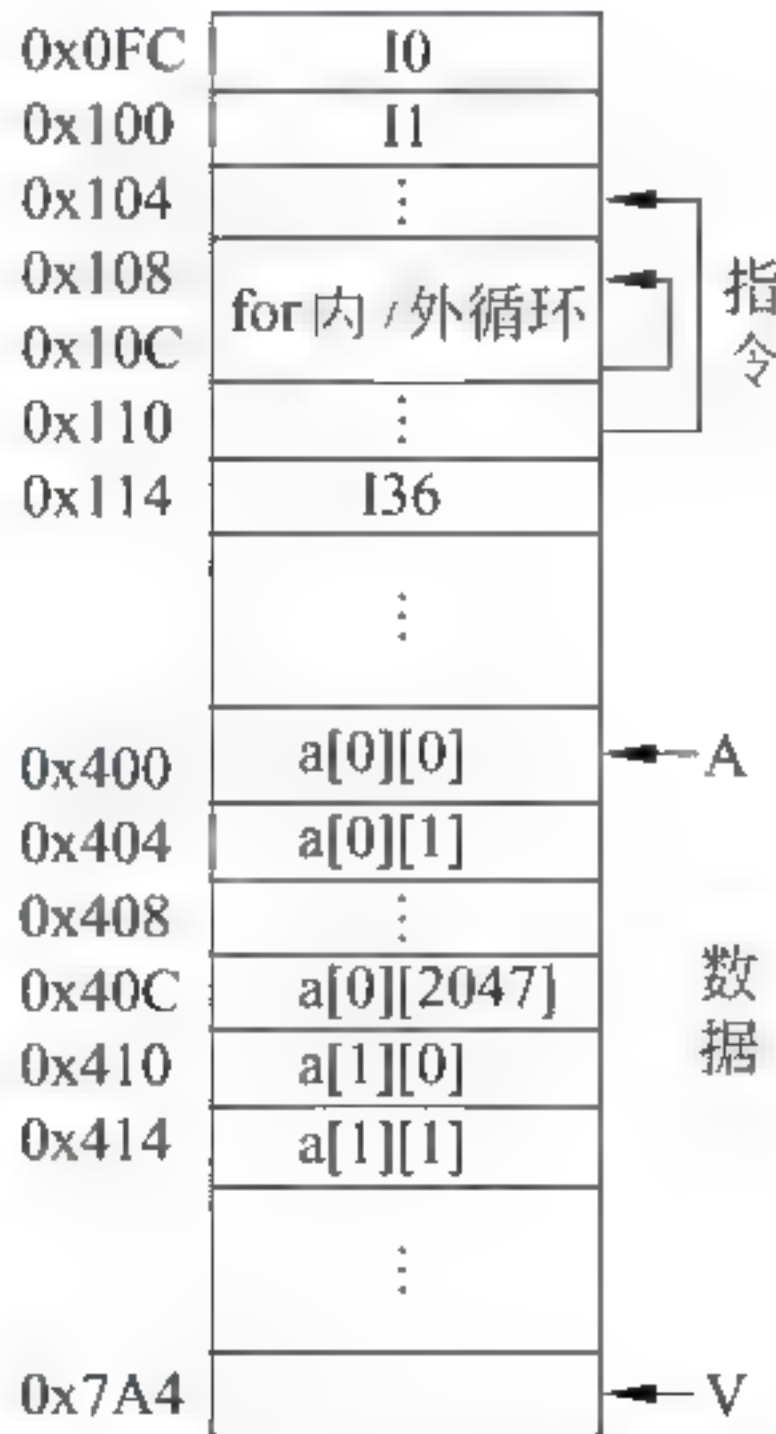 0x0FC I0
0x100 I1
0x104 ⋮
0x108
for内/外循环
0x10C
0x110 ⋮
0x114 I36
指令
⋮
0x400 a[0][0] A
0x404 a[0][1]
0x408 ⋮
0x40C a[0][2047]
0x410 a[1][0]
0x414 a[1][1]
数据
⋮
0x7A4 V